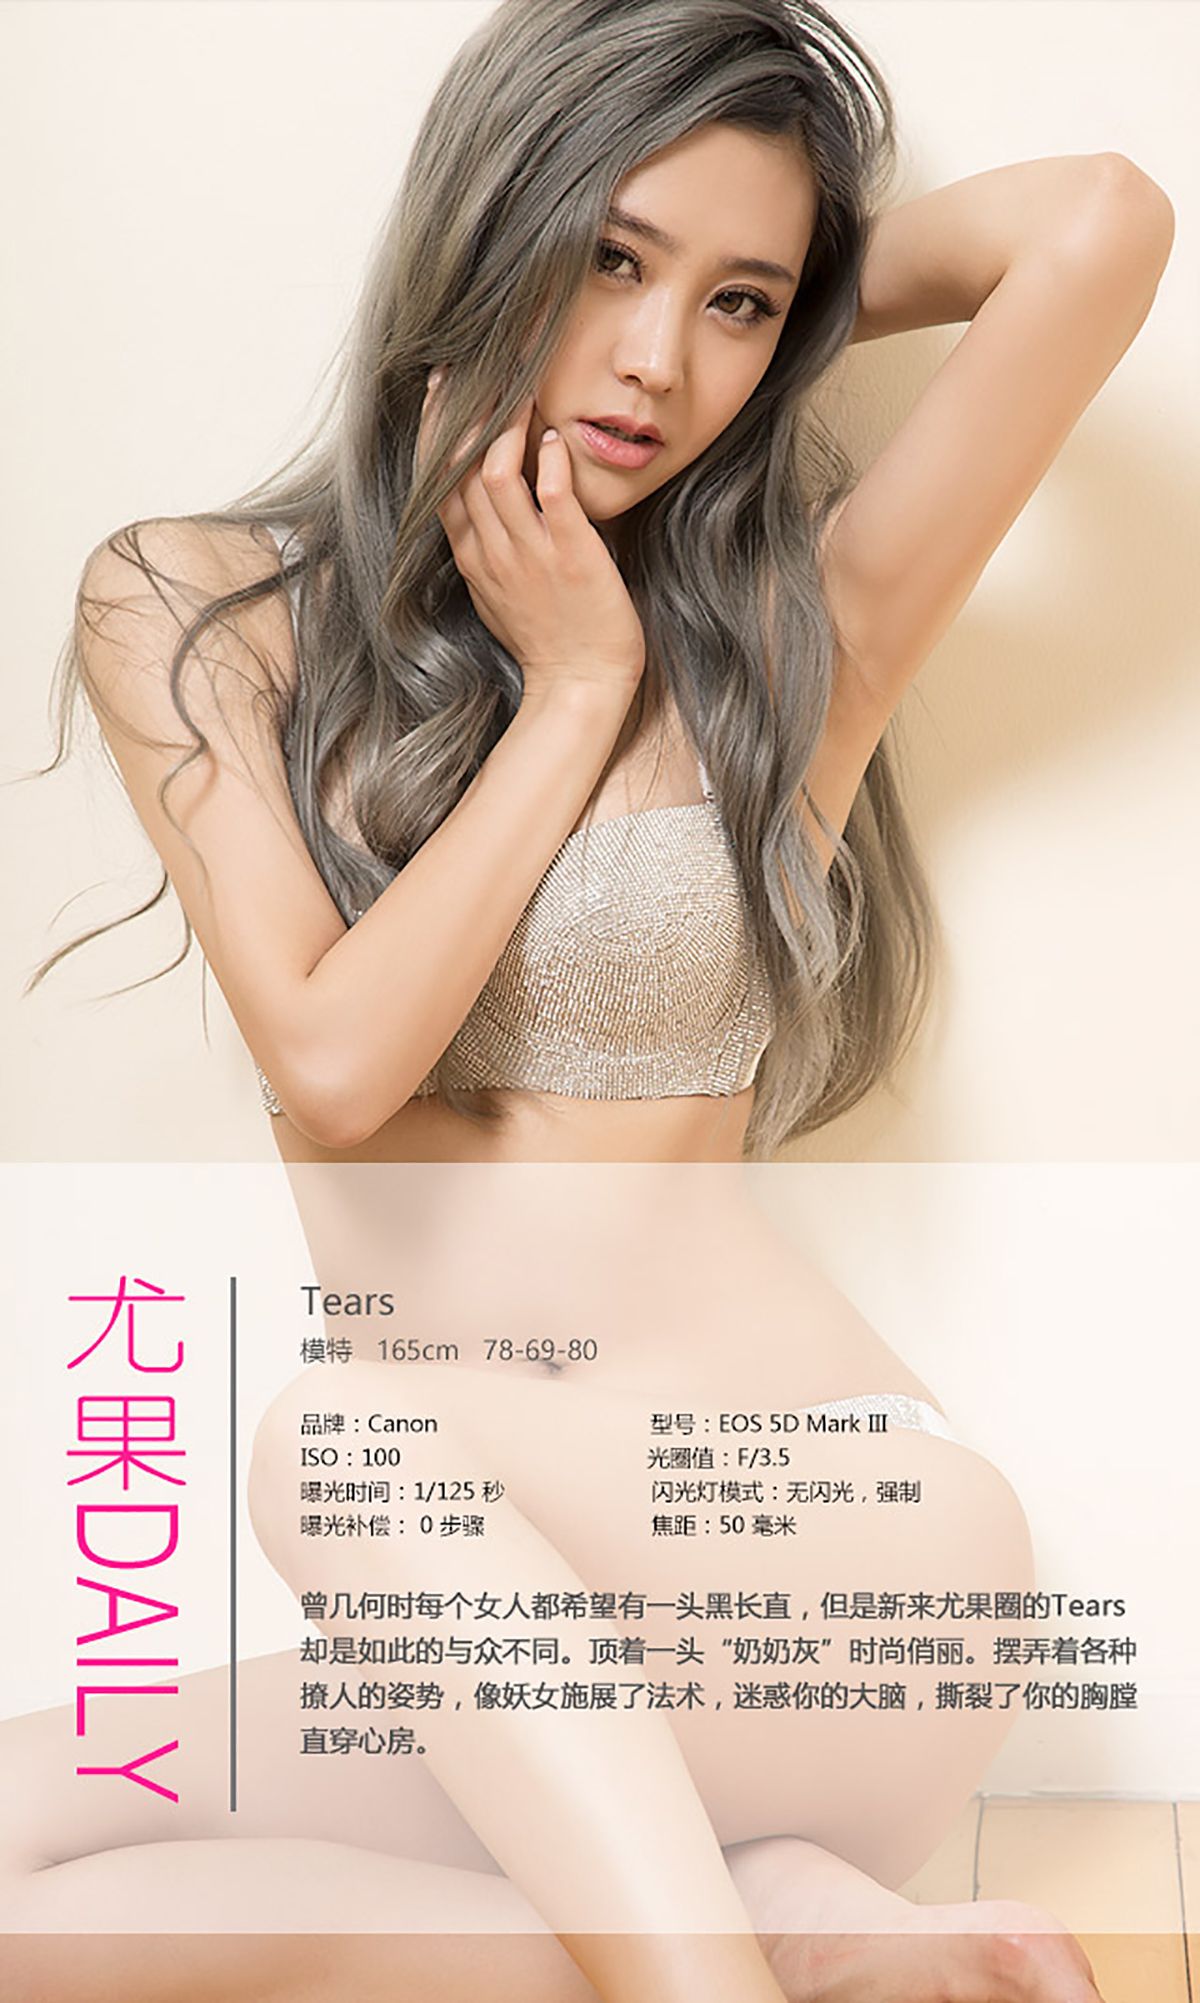 尤果DAILY
Tears
模特 165cm 78-69-80
品牌：Canon 型号：EOS 5D Mark III
ISO：100 光圈值：F/3.5
曝光时间：1/125 秒 闪光灯模式：无闪光，强制
曝光补偿： 0 步骤 焦距：50 毫米
曾几何时每个女人都希望有一头黑长直，但是新来尤果圈的Tears
却是如此的与众不同。顶着一头“奶奶灰”时尚俏丽。摆弄着各种
撩人的姿势，像妖女施展了法术，迷惑你的大脑，撕裂了你的胸膛
直穿心房。